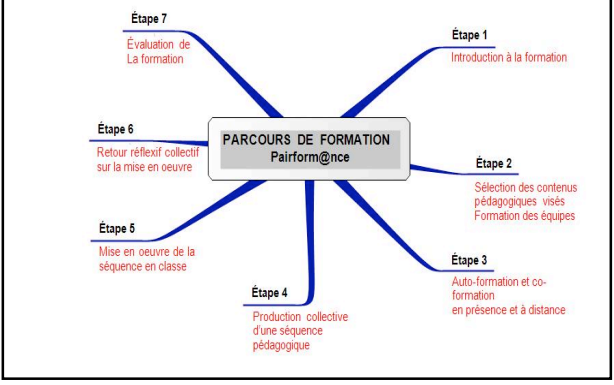 PARCOURS DE FORMATION
Pairform@nce
Étape 1
Introduction à la formation
Étape 2
Sélection des contenus
pédagogiques visés
Formation des équipes
Étape 3
Auto-formation et co-
formation
en présence et à distance
Étape 4
Production collective
d'une séquence
pédagogique
Étape 5
Mise en oeuvre de la
séquence en classe
Étape 6
Retour réflexif collectif
sur la mise en oeuvre
Étape 7
Évaluation de
La formation